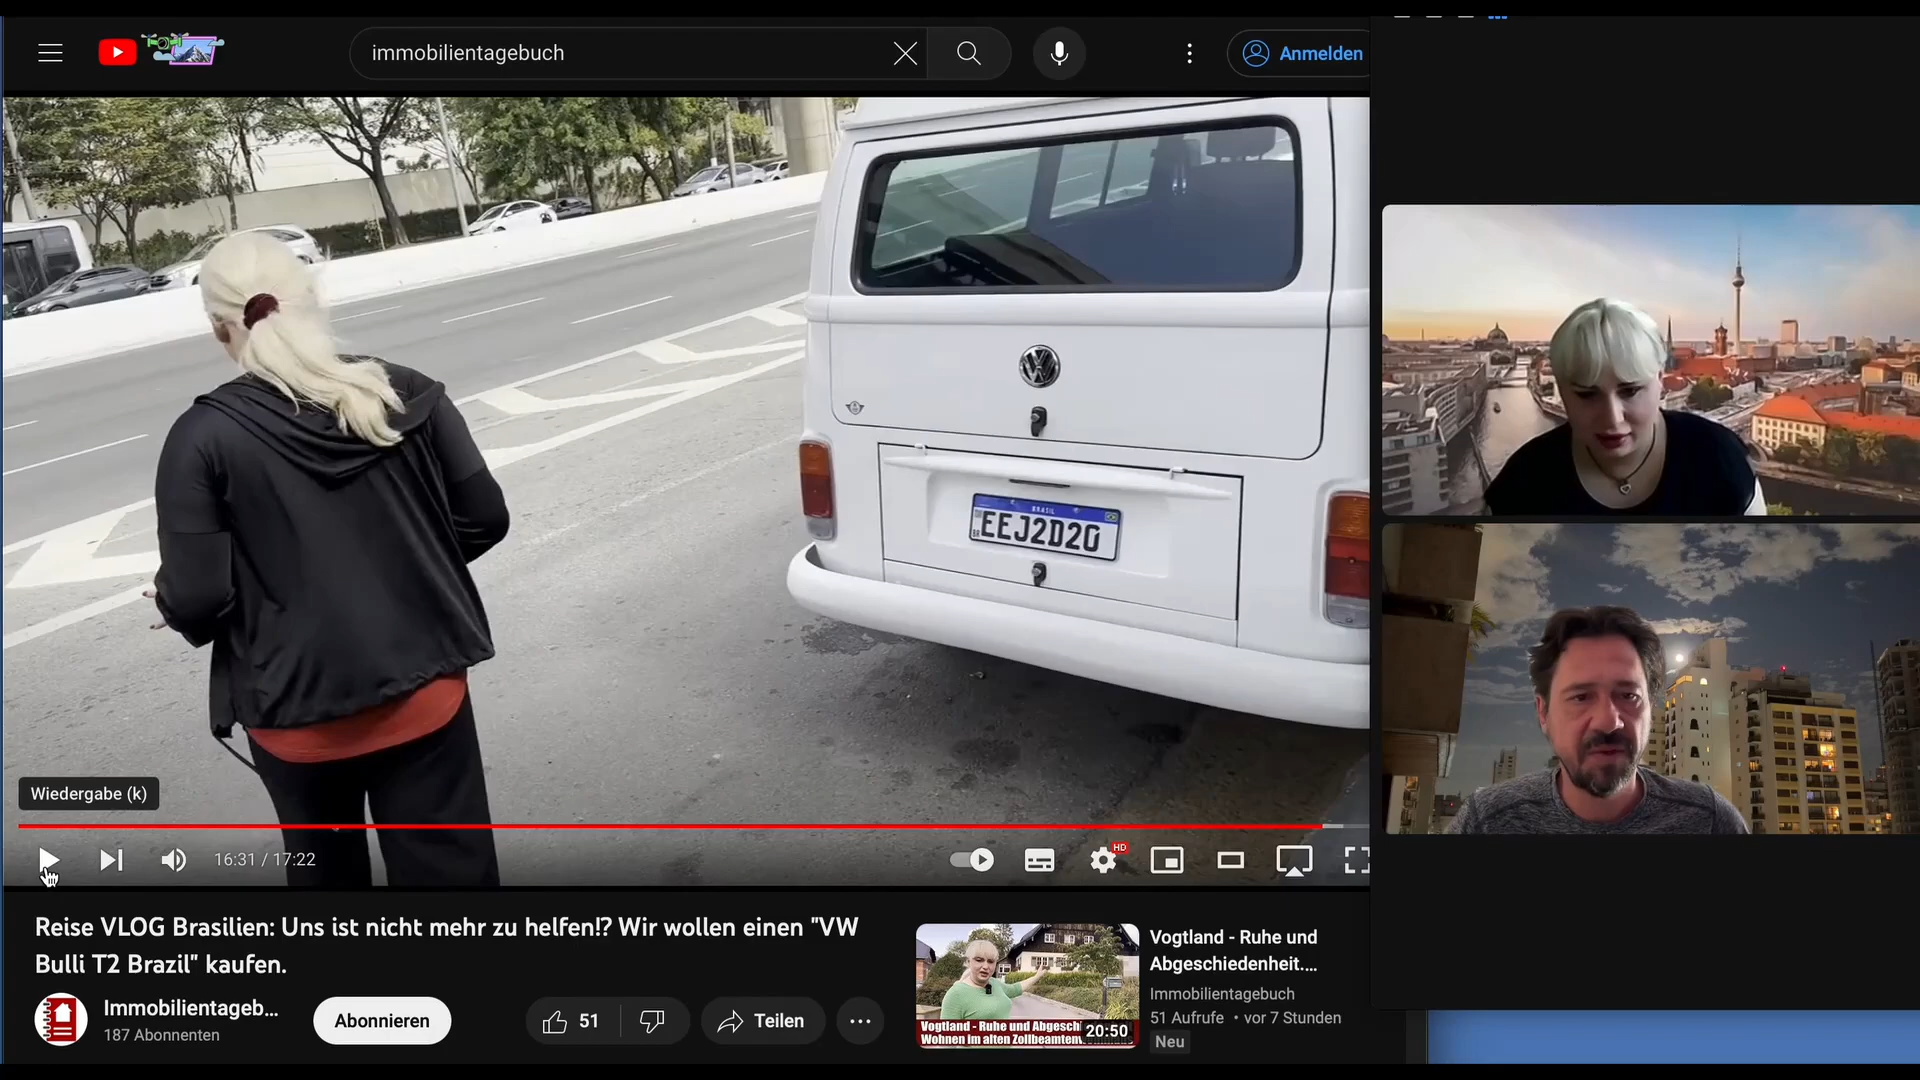 immobilientagebuch
Anmelden
BRASIL
BR
EEJ2D20
Wiedergabe (k)
16:31 / 17:22
HD
Reise VLOG Brasilien: Uns ist nicht mehr zu helfen!? Wir wollen einen "VW
Bulli T2 Brazil" kaufen.
Immobilientageb...
187 Abonnenten
Abonnieren
51
Teilen
Vogtland - Ruhe und Abgesch
Wohnen im alten Zollbeamten
20:50
Vogtland - Ruhe und
Abgeschiedenheit....
Immobilientagebuch
51 Aufrufe • vor 7 Stunden
Neu